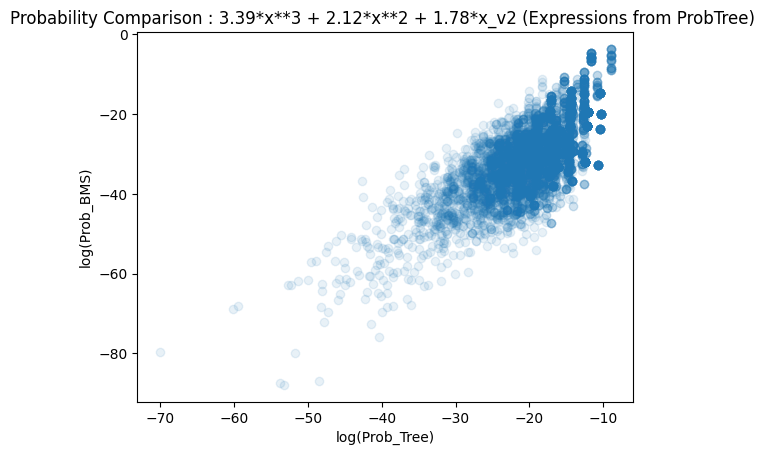 Probability Comparison : 3.39*x**3 + 2.12*x**2 + 1.78*x_v2 (Expressions from ProbTree)
0
−20
−40
−60
−80
log(Prob_BMS)
−70 −60 −50 −40 −30 −20 −10
log(Prob_Tree)